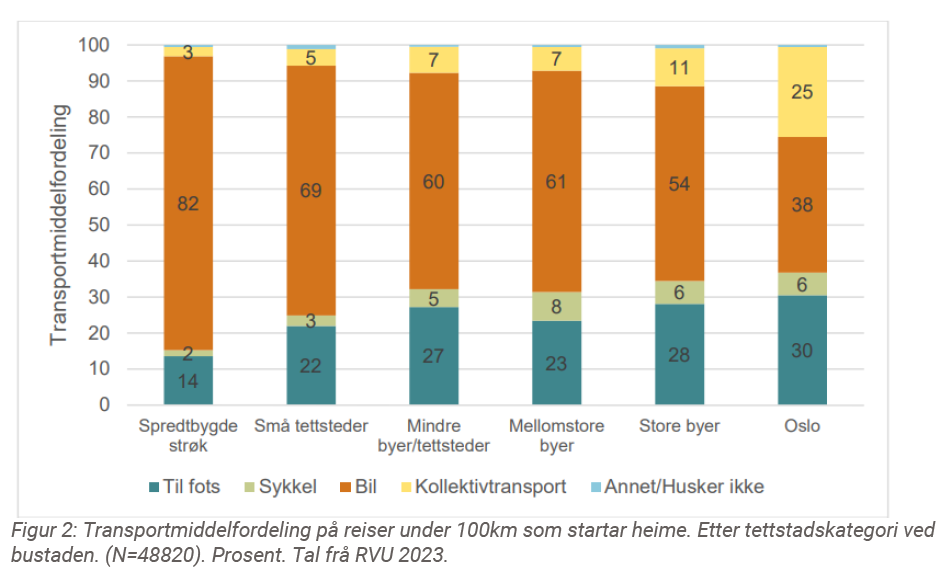 Transportmiddelfordeling
100
90
80
70
60
50
40
30
20
10
0
3 5 7 7 11 25
82 69 60 61 54 38
2 3 5 8 6 6
14 22 27 23 28 30
Spredtbygde Små tettsteder Mindre Mellomstore Store byer Oslo
strøk byer/tettsteder byer
Til fots Sykkel Bil Kollektivtransport Annet/Husker ikke
Figur 2: Transportmiddelfordeling på reiser under 100km som startar heime. Etter tettstadskategori ved
bustaden. (N=48820). Prosent. Tal frå RVU 2023.